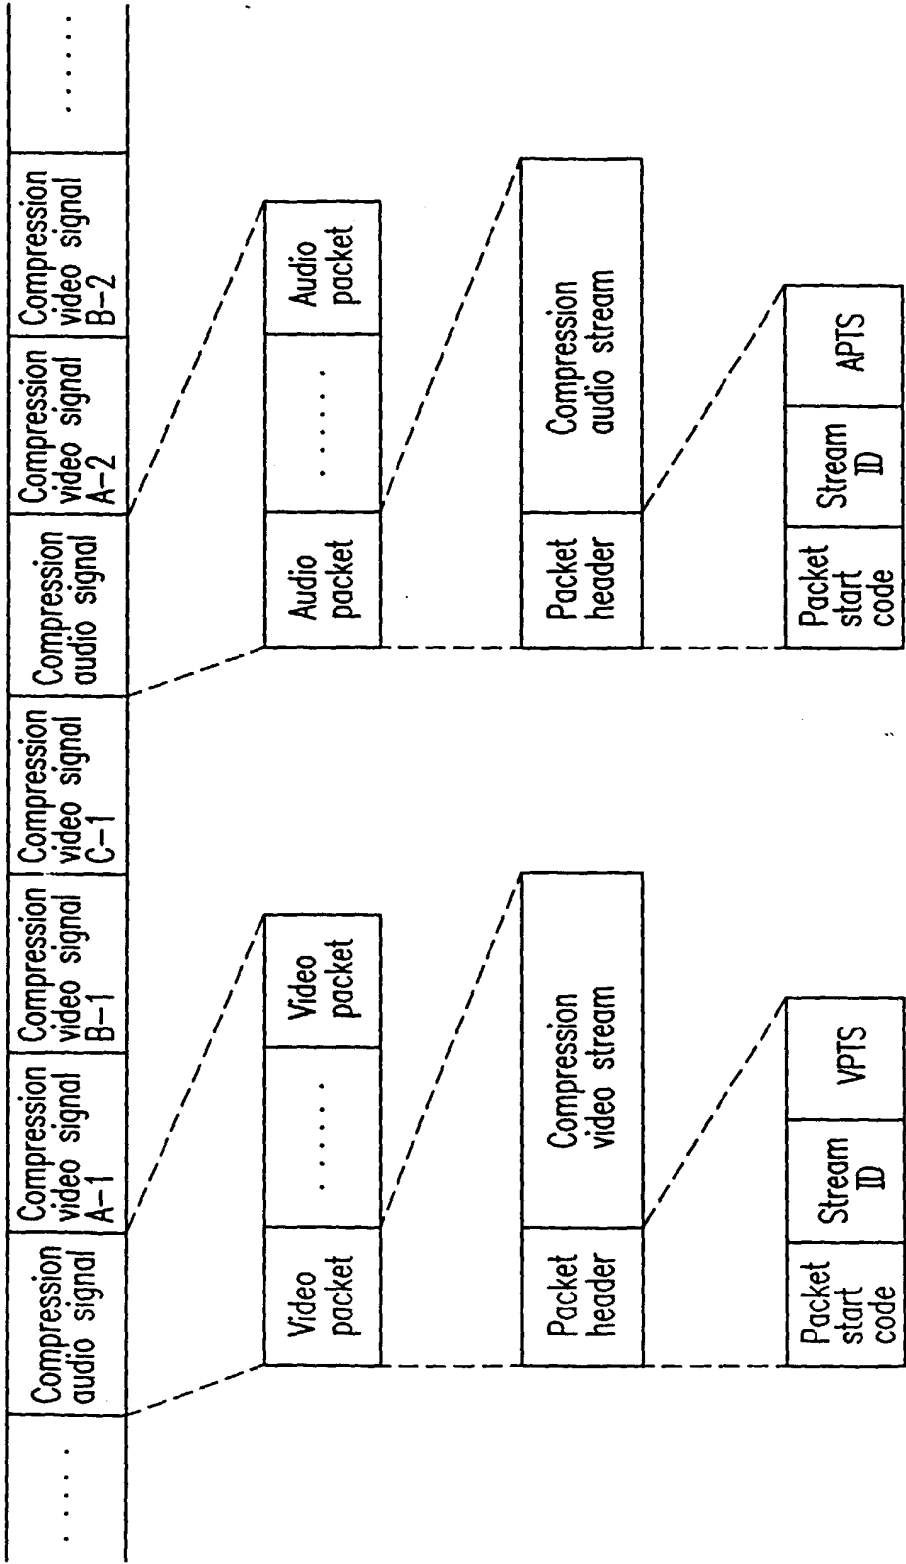 . . . .
Compression
audio signal
Compression
video signal
A-1
Compression
video signal
B-1
Compression
video signal
C-1
Compression
audio signal
Compression
video signal
A-2
Compression
video signal
B-2
. . . . . .
Video
packet
. . . . .
Video
packet
Audio
packet
. . . . .
Audio
packet
Packet
header
Compression
video stream
Packet
header
Compression
audio stream
Packet
start
code
Stream
ID
VPTS
Packet
start
code
Stream
ID
APTS